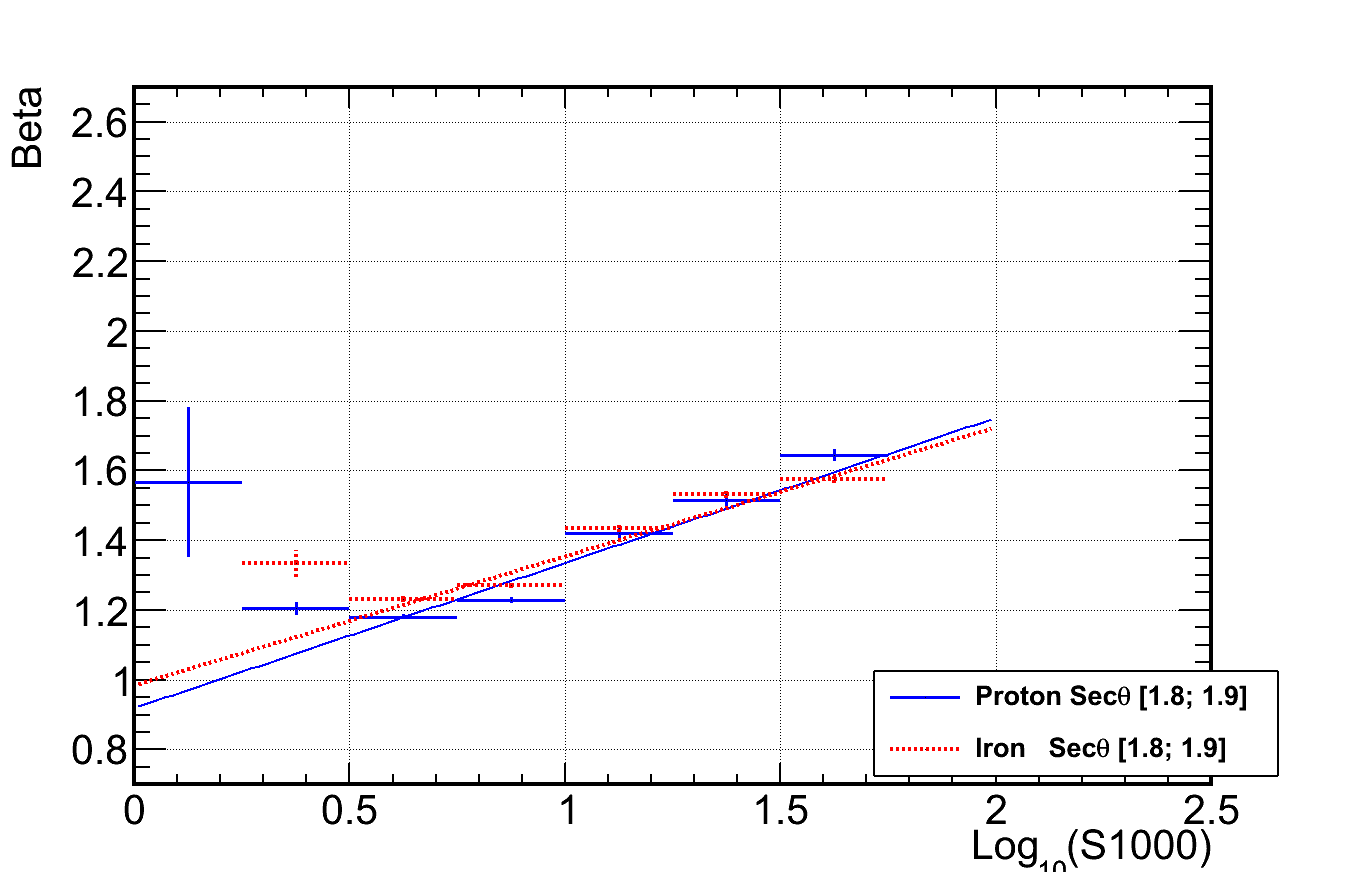 Beta
2.6
2.4
2.2
2
1.8
1.6
1.4
1.2
1
0.8
Proton Secθ [1.8; 1.9]
Iron Secθ [1.8; 1.9]
0 0.5 1 1.5 2 2.5
Log10(S1000)